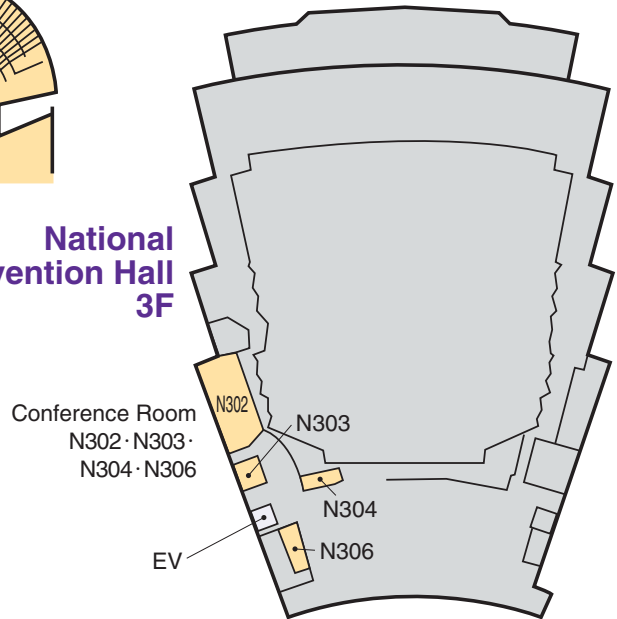 National
vention Hall
3F
Conference Room
N302·N303·
N304·N306
N302
N303
N304
EV
N306